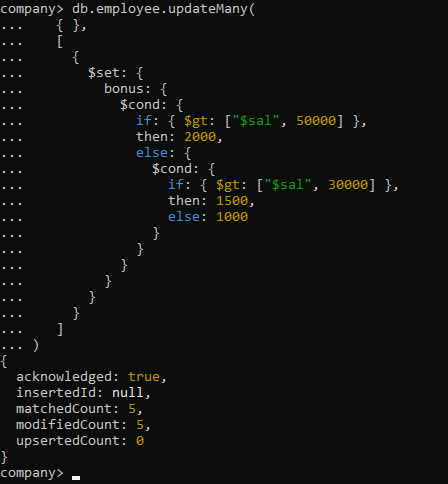 company> db.employee.updateMany(
...    { },
...    [
...      {
...        $set: {
...          bonus: {
...            $cond: {
...              if: { $gt: ["$sal", 50000] },
...              then: 2000,
...              else: {
...                $cond: {
...                  if: { $gt: ["$sal", 30000] },
...                  then: 1500,
...                  else: 1000
...                }
...              }
...            }
...          }
...        }
...      }
...    ]
... )
{
  acknowledged: true,
  insertedId: null,
  matchedCount: 5,
  modifiedCount: 5,
  upsertedCount: 0
}
company>